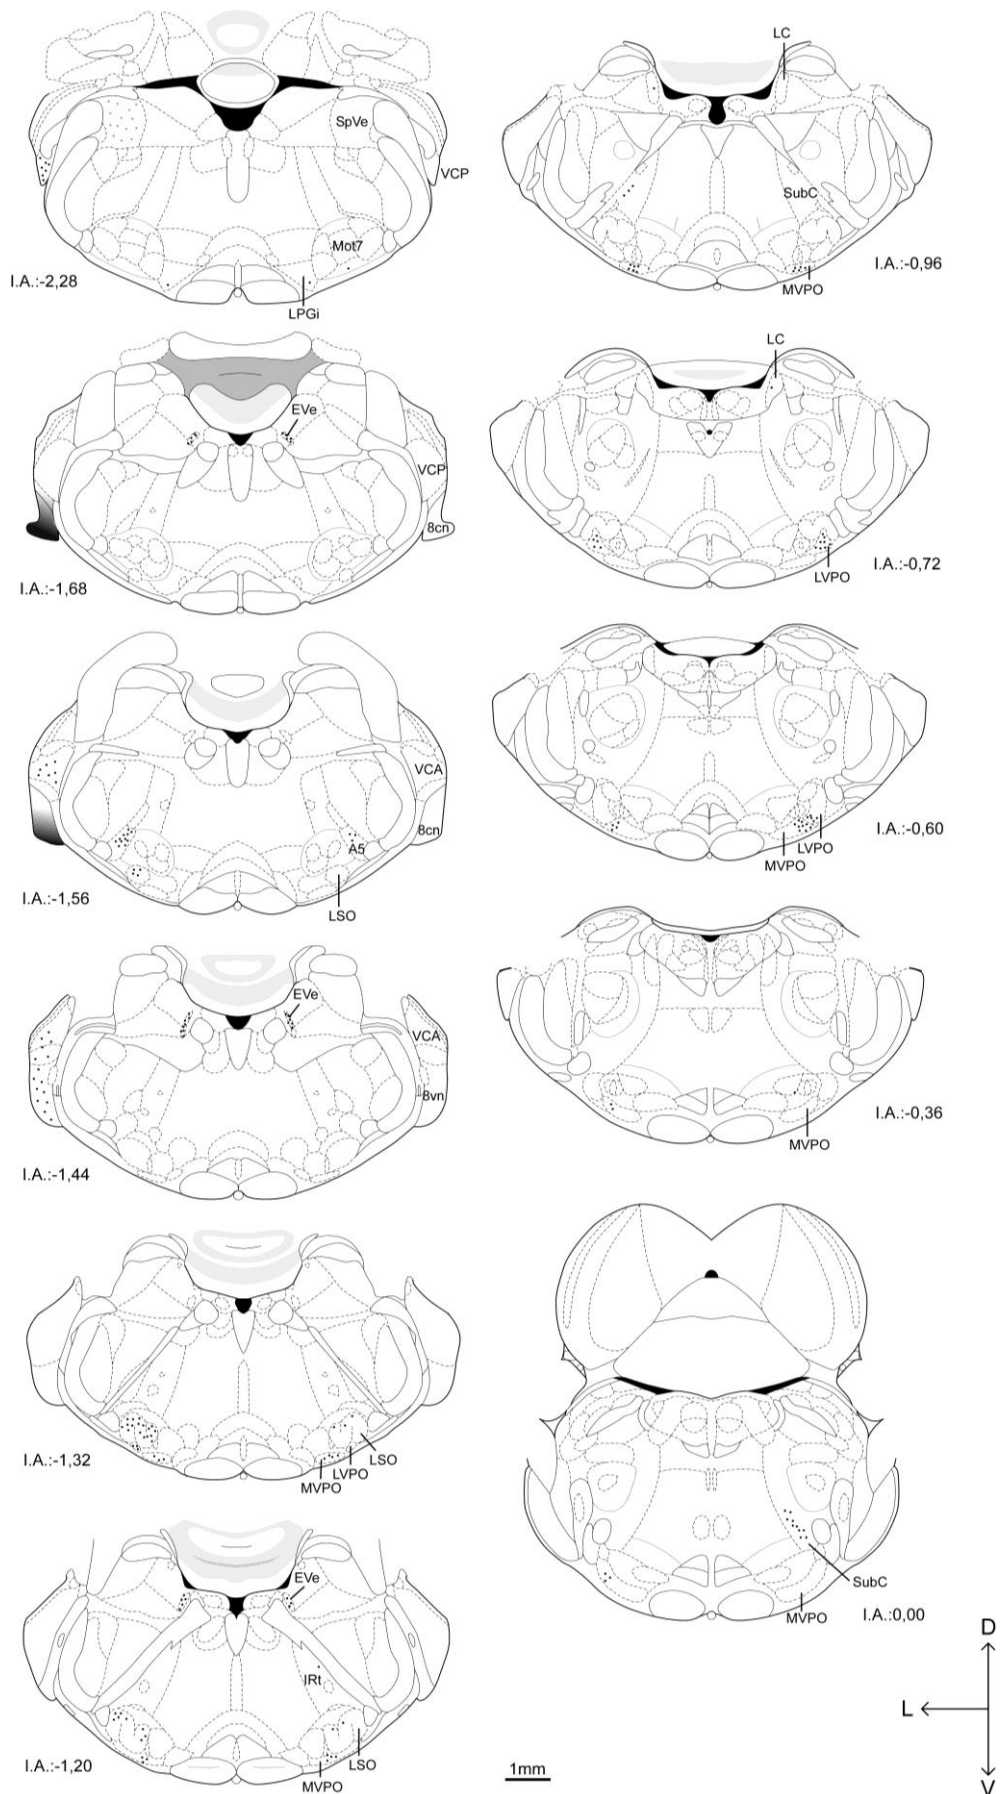 SpVe
VCP
Mot7
I.A.:-2,28
LPGi
EVe
VCP
8cn
I.A.:-1,68
VCA
8cn
A5
I.A.:-1,56
LSO
EVe
VCA
8vn
I.A.:-1,44
I.A.:-1,32
LSO
LVPO
MVPO
EVe
IRt
I.A.:-1,20
LSO
MVPO
LC
SubC
I.A.:-0,96
MVPO
LC
I.A.:-0,72
LVPO
I.A.:-0,60
LVPO
MVPO
I.A.:-0,36
MVPO
SubC
MVPO
I.A.:0,00
D
L
V
1mm